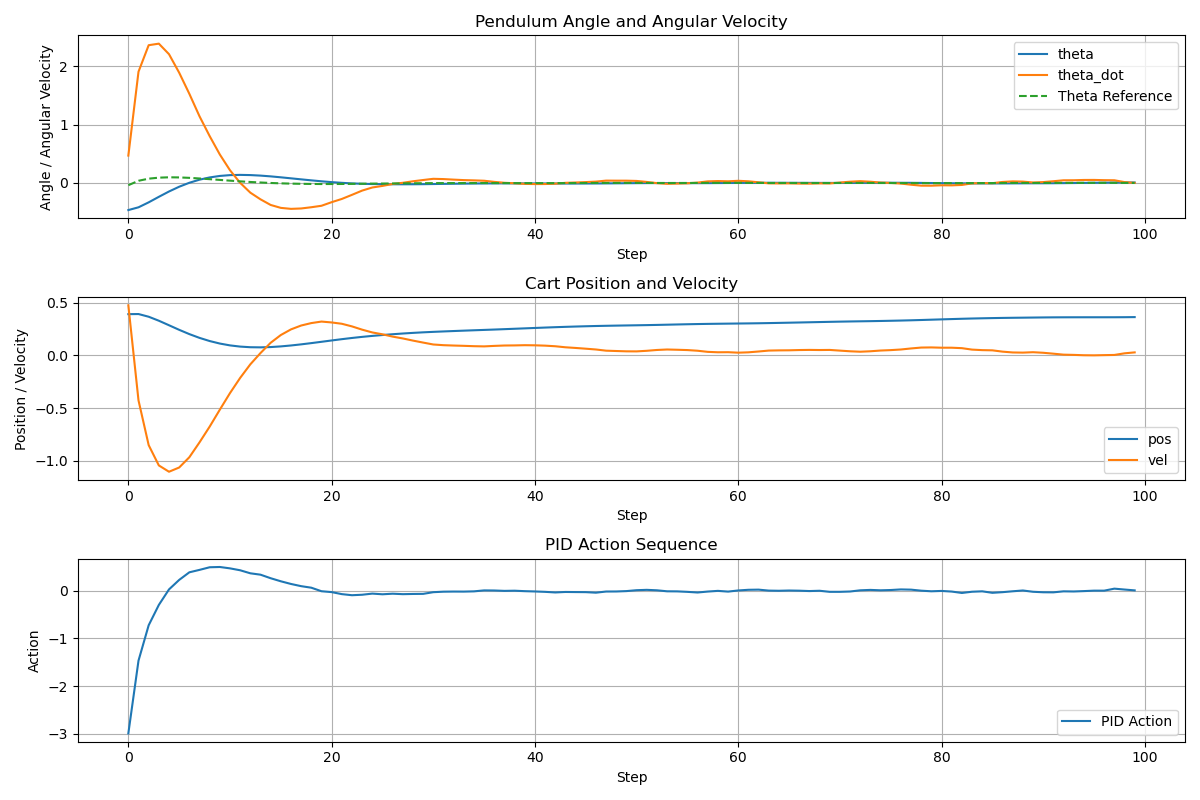 Pendulum Angle and Angular Velocity
Angle / Angular Velocity
2
1
0
theta
theta_dot
Theta Reference
0 20 40 60 80 100
Step
Cart Position and Velocity
Position / Velocity
0.5
0.0
−0.5
−1.0
pos
vel
0 20 40 60 80 100
Step
PID Action Sequence
Action
0
−1
−2
−3
PID Action
0 20 40 60 80 100
Step